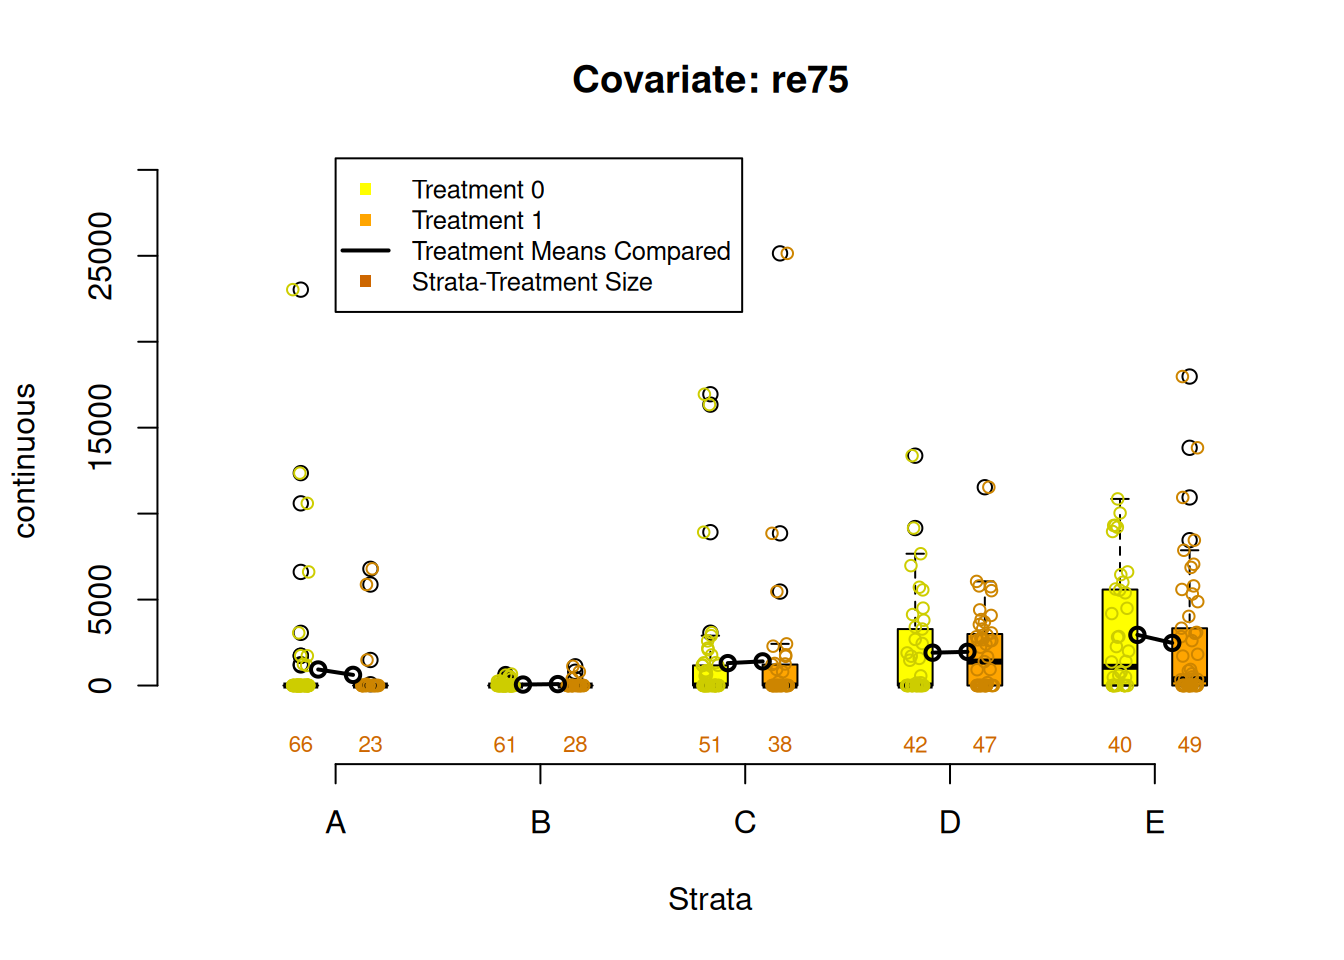 Covariate: re75
Treatment 0
Treatment 1
Treatment Means Compared
Strata-Treatment Size
continuous
25000
15000
5000
0
66 23 61 28 51 38 42 47 40 49
A B C D E
Strata